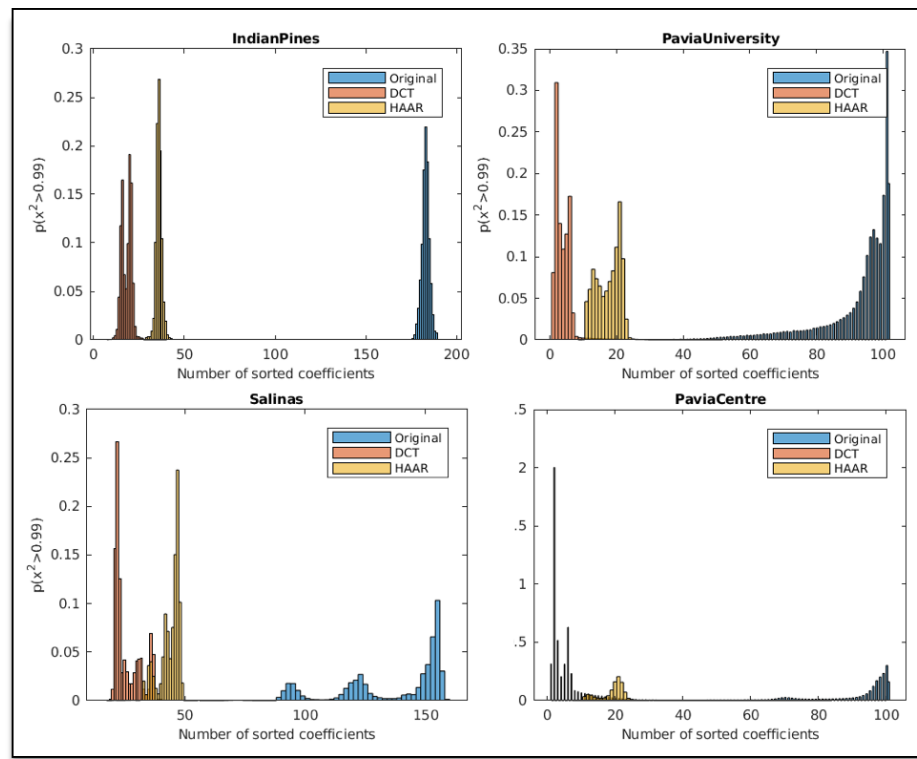 IndianPines
0.3
0.25
0.2
0.15
0.1
0.05
0
p(x²>0.99)
Original
DCT
HAAR
0 50 100 150 200
Number of sorted coefficients
PaviaUniversity
0.35
0.3
0.25
0.2
0.15
0.1
0.05
0
p(x²>0.99)
Original
DCT
HAAR
0 20 40 60 80 100
Number of sorted coefficients
Salinas
0.3
0.25
0.2
0.15
0.1
0.05
0
p(x²>0.99)
Original
DCT
HAAR
50 100 150
Number of sorted coefficients
PaviaCentre
.5
2
.5
1
.5
0
Original
DCT
HAAR
0 20 40 60 80 100
Number of sorted coefficients